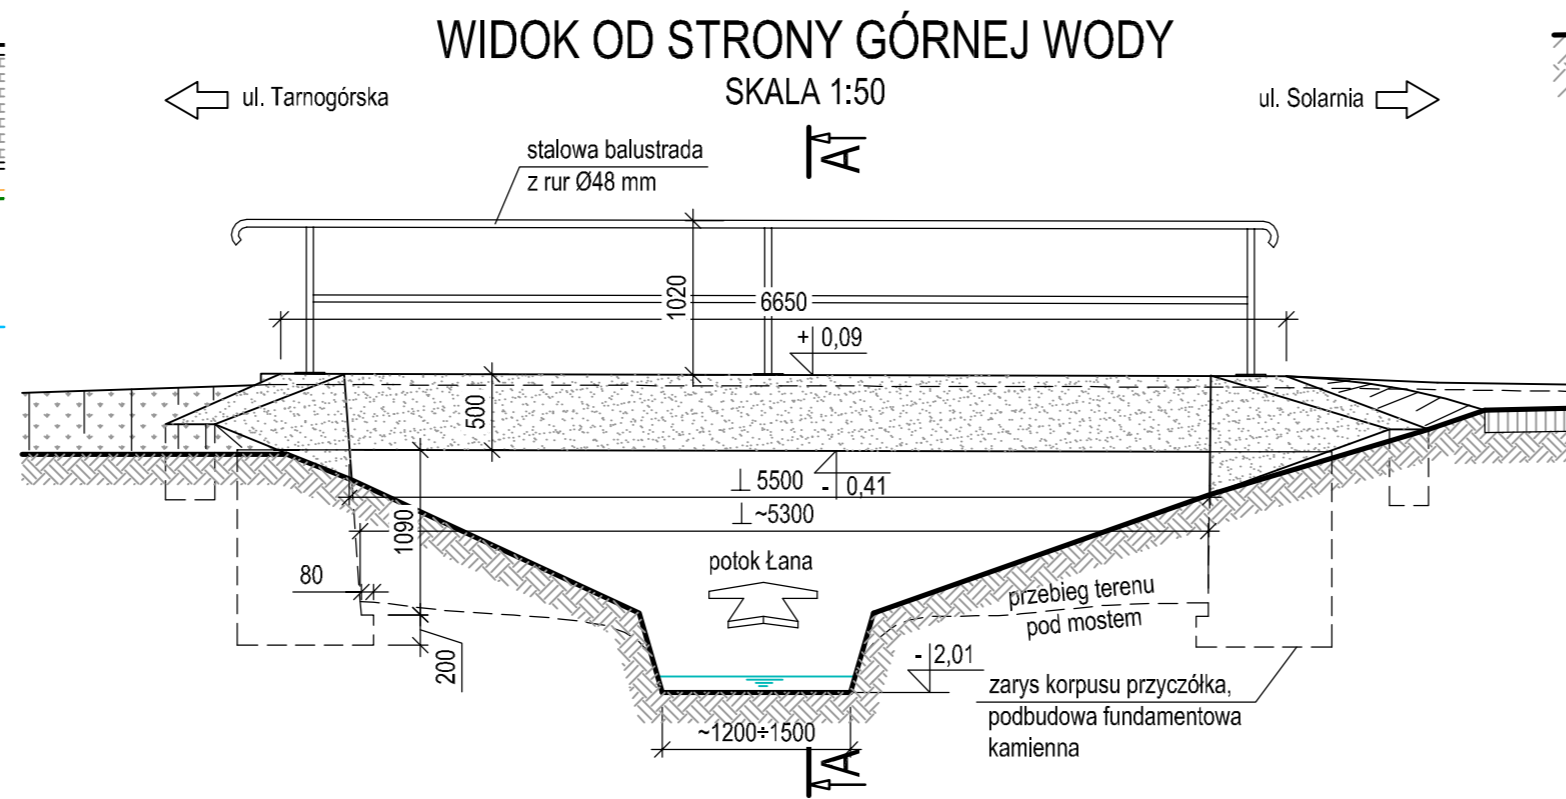 WIDOK OD STRONY GÓRNEJ WODY
SKALA 1:50
ul. Tarnogórska
ul. Solarnia
A
stalowa balustrada
z rur Ø48 mm
1020
6650
+ 0,09
500
⊥ 5500
- 0,41
⊥ ~5300
1090
potok Łana
80
przebieg terenu
pod mostem
200
- 2,01
zarys korpusu przyczółka,
podbudowa fundamentowa
kamienna
~1200÷1500
A